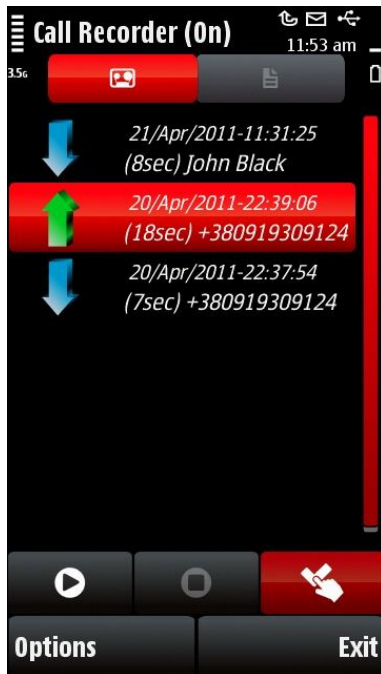 Call Recorder (On)
11:53 am
3.5G
21/Apr/2011-11:31:25
(8sec) John Black
20/Apr/2011-22:39:06
(18sec) +380919309124
20/Apr/2011-22:37:54
(7sec) +380919309124
Options
Exit